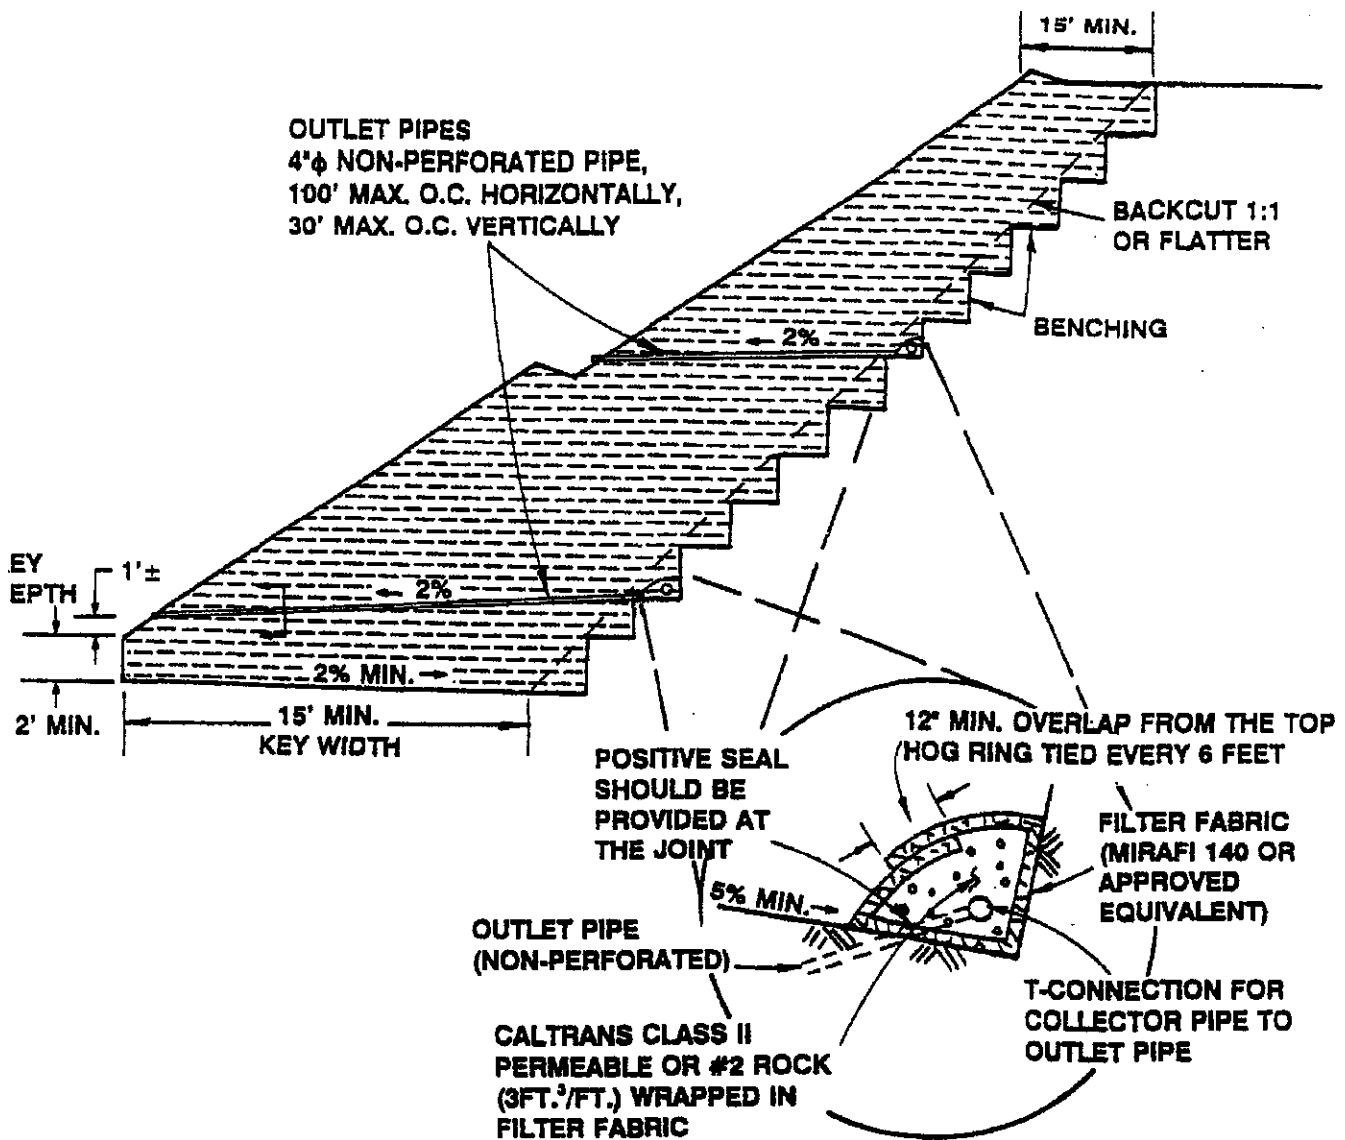 15' MIN.
OUTLET PIPES
4"ɸ NON-PERFORATED PIPE,
100' MAX. O.C. HORIZONTALLY,
30' MAX. O.C. VERTICALLY
BACKCUT 1:1
OR FLATTER
BENCHING
2%
EY
EPTH
1'±
2%
2% MIN.
2' MIN.
15' MIN.
KEY WIDTH
12" MIN. OVERLAP FROM THE TOP
HOG RING TIED EVERY 6 FEET
POSITIVE SEAL
SHOULD BE
PROVIDED AT
THE JOINT
FILTER FABRIC
(MIRAFI 140 OR
APPROVED
EQUIVALENT)
5% MIN.
OUTLET PIPE
(NON-PERFORATED)
T-CONNECTION FOR
COLLECTOR PIPE TO
OUTLET PIPE
CALTRANS CLASS II
PERMEABLE OR #2 ROCK
(3FT.³/FT.) WRAPPED IN
FILTER FABRIC